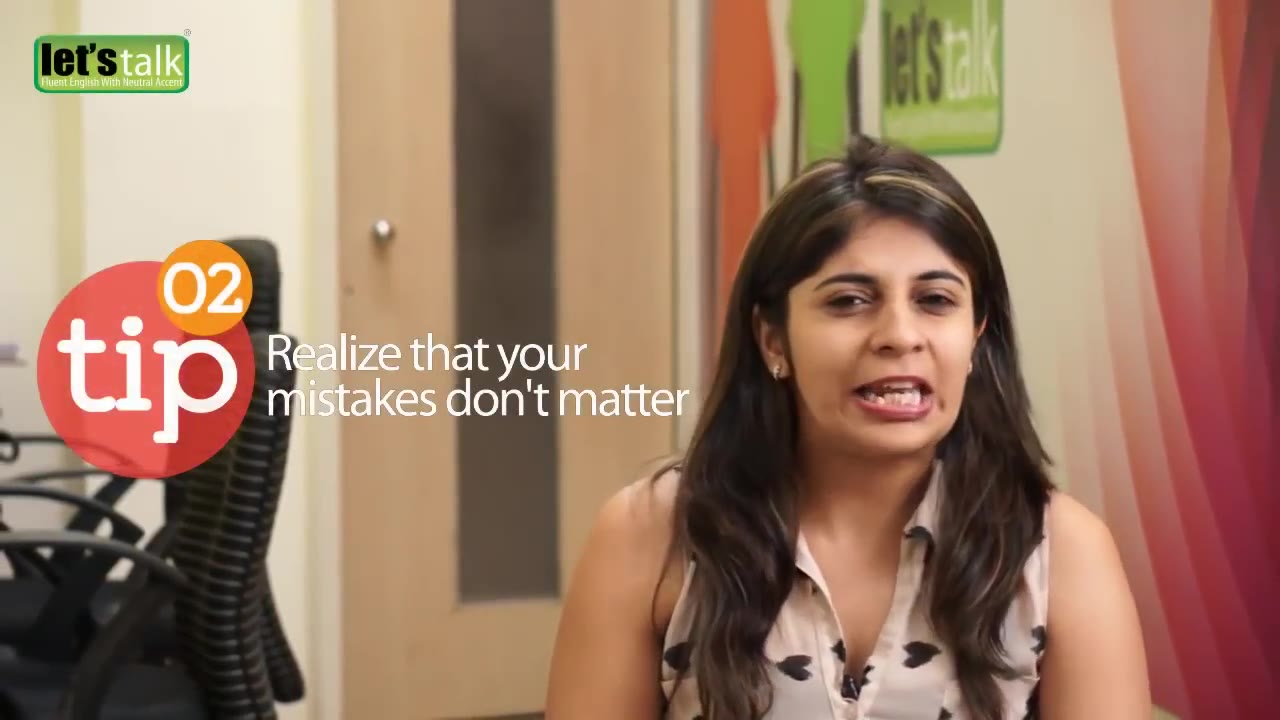 let's talk®
Fluent English With Neutral Accent
let's talk
02
tip
Realize that your
mistakes don't matter